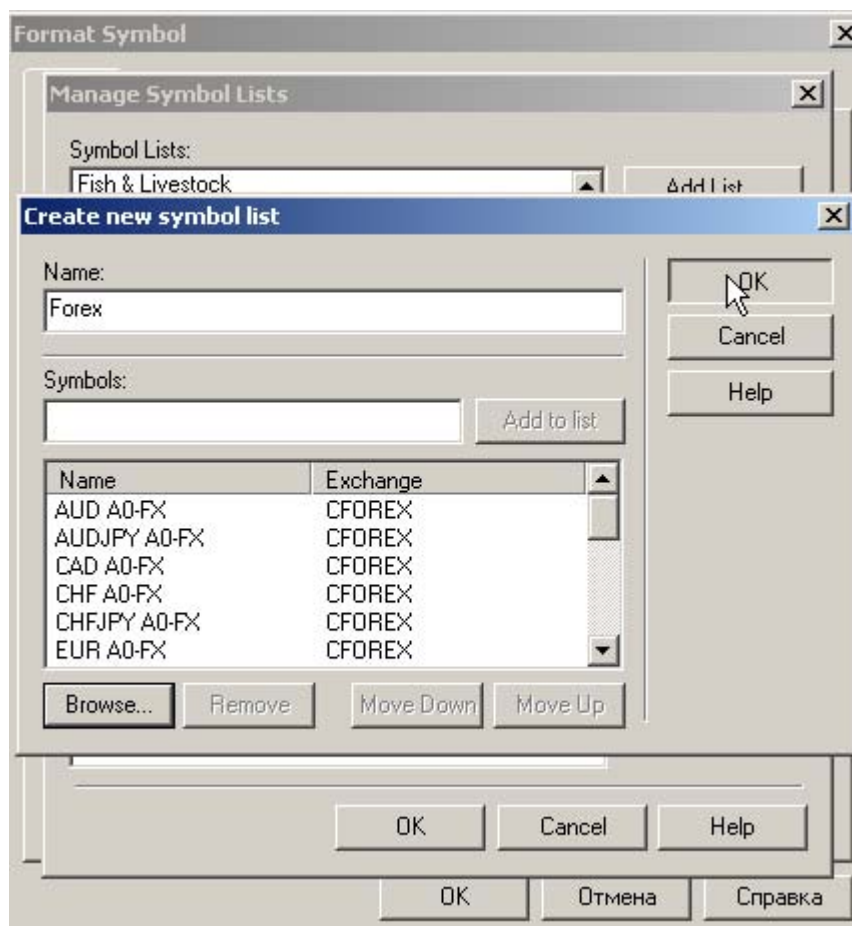 Format Symbol
Manage Symbol Lists
Symbol Lists:
Fish & Livestock
Add List...
Create new symbol list
Name:
Forex
OK
Cancel
Help
Symbols:
Add to list
Name Exchange
AUD A0-FX CFOREX
AUDJPY A0-FX CFOREX
CAD A0-FX CFOREX
CHF A0-FX CFOREX
CHFJPY A0-FX CFOREX
EUR A0-FX CFOREX
Browse... Remove Move Down Move Up
OK Cancel Help
OK Отмена Справка